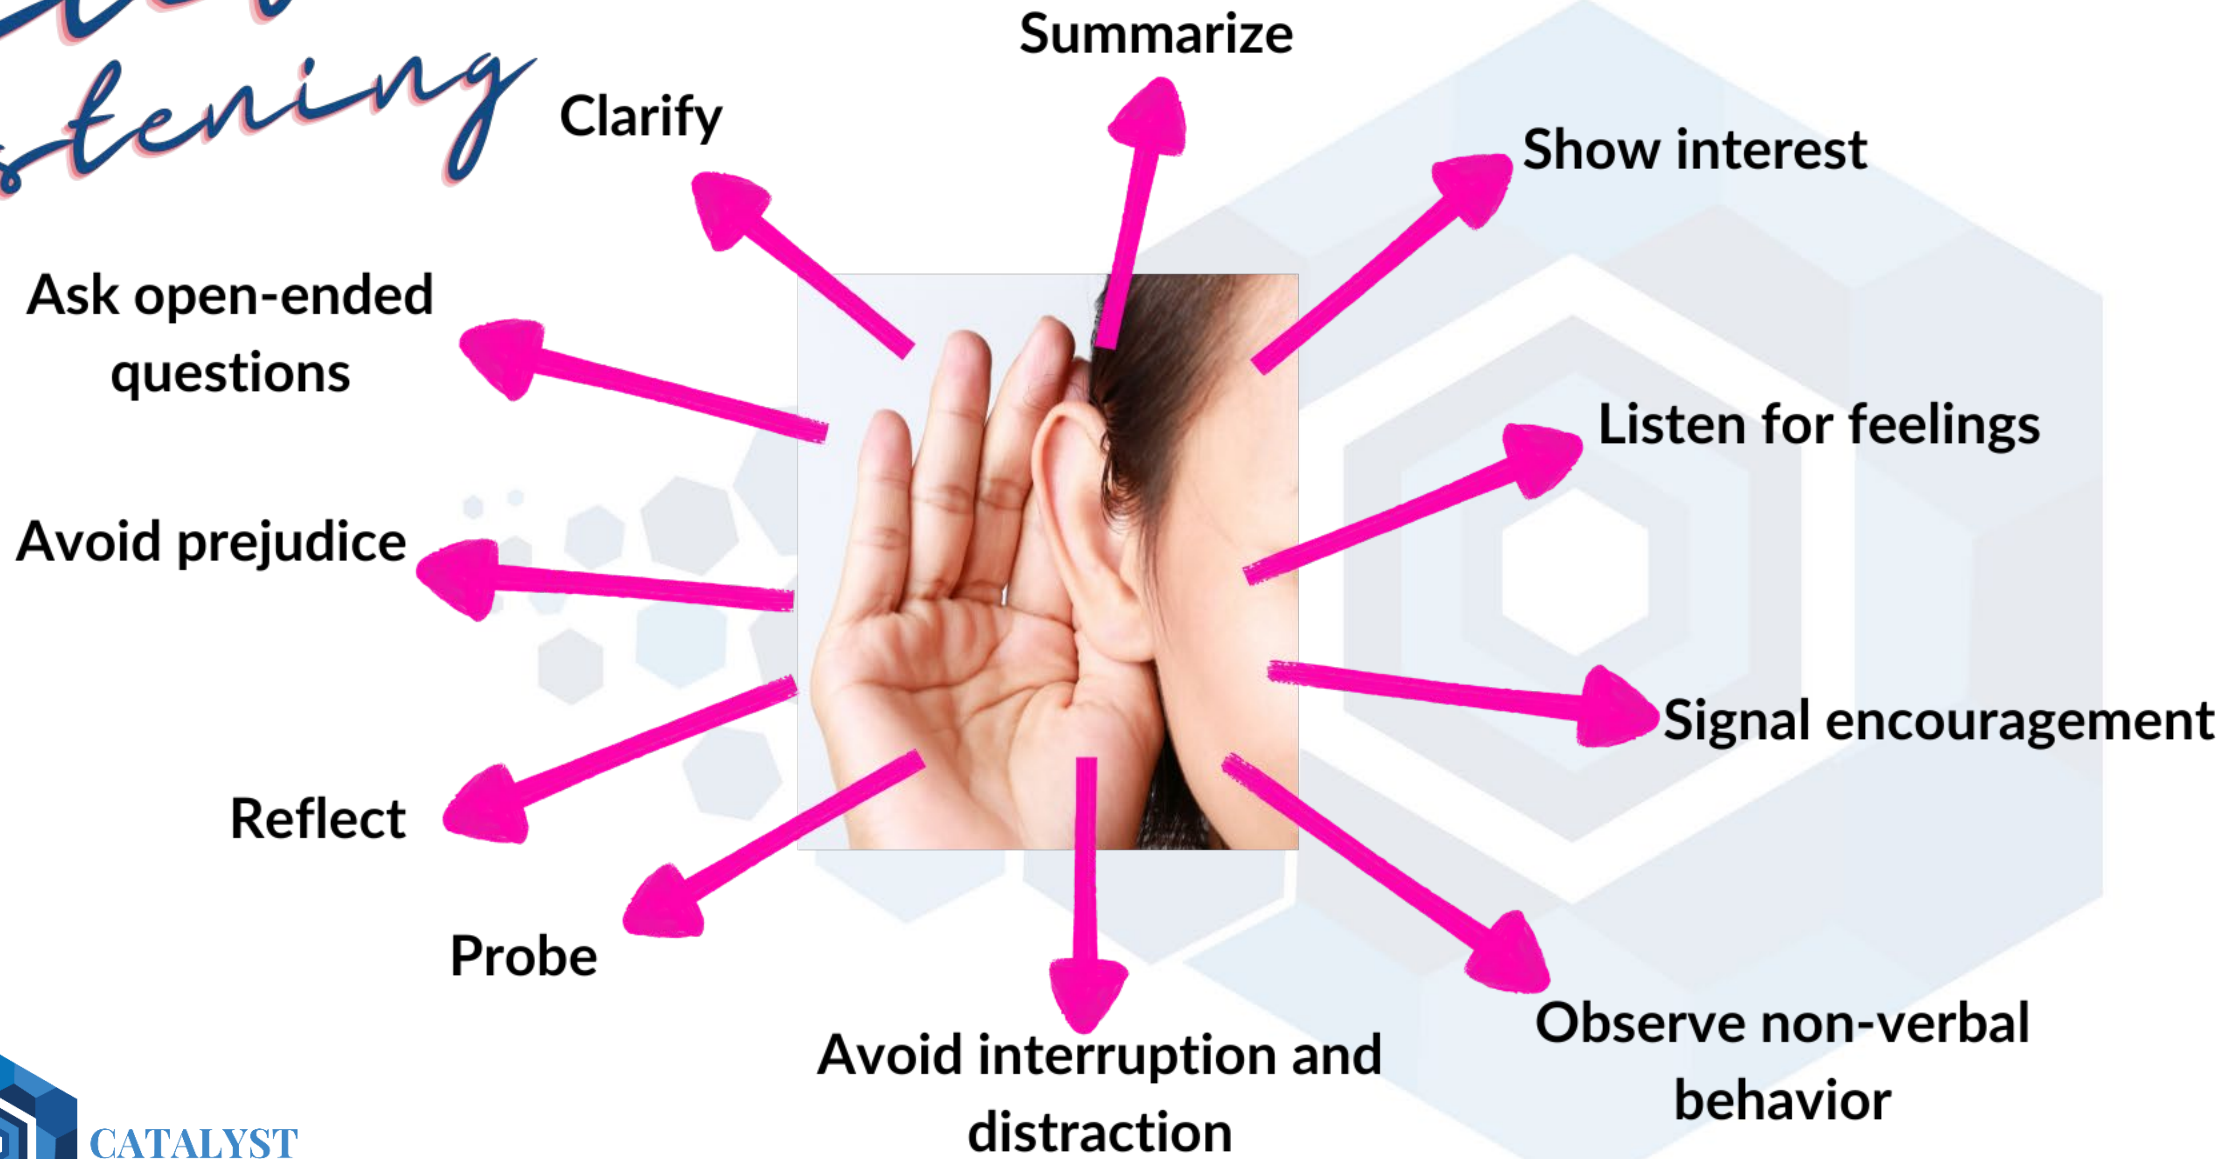 Summarize
Clarify
Show interest
Ask open-ended
questions
Listen for feelings
Avoid prejudice
Signal encouragement
Reflect
Probe
Observe non-verbal
behavior
Avoid interruption and
distraction
CATALYST